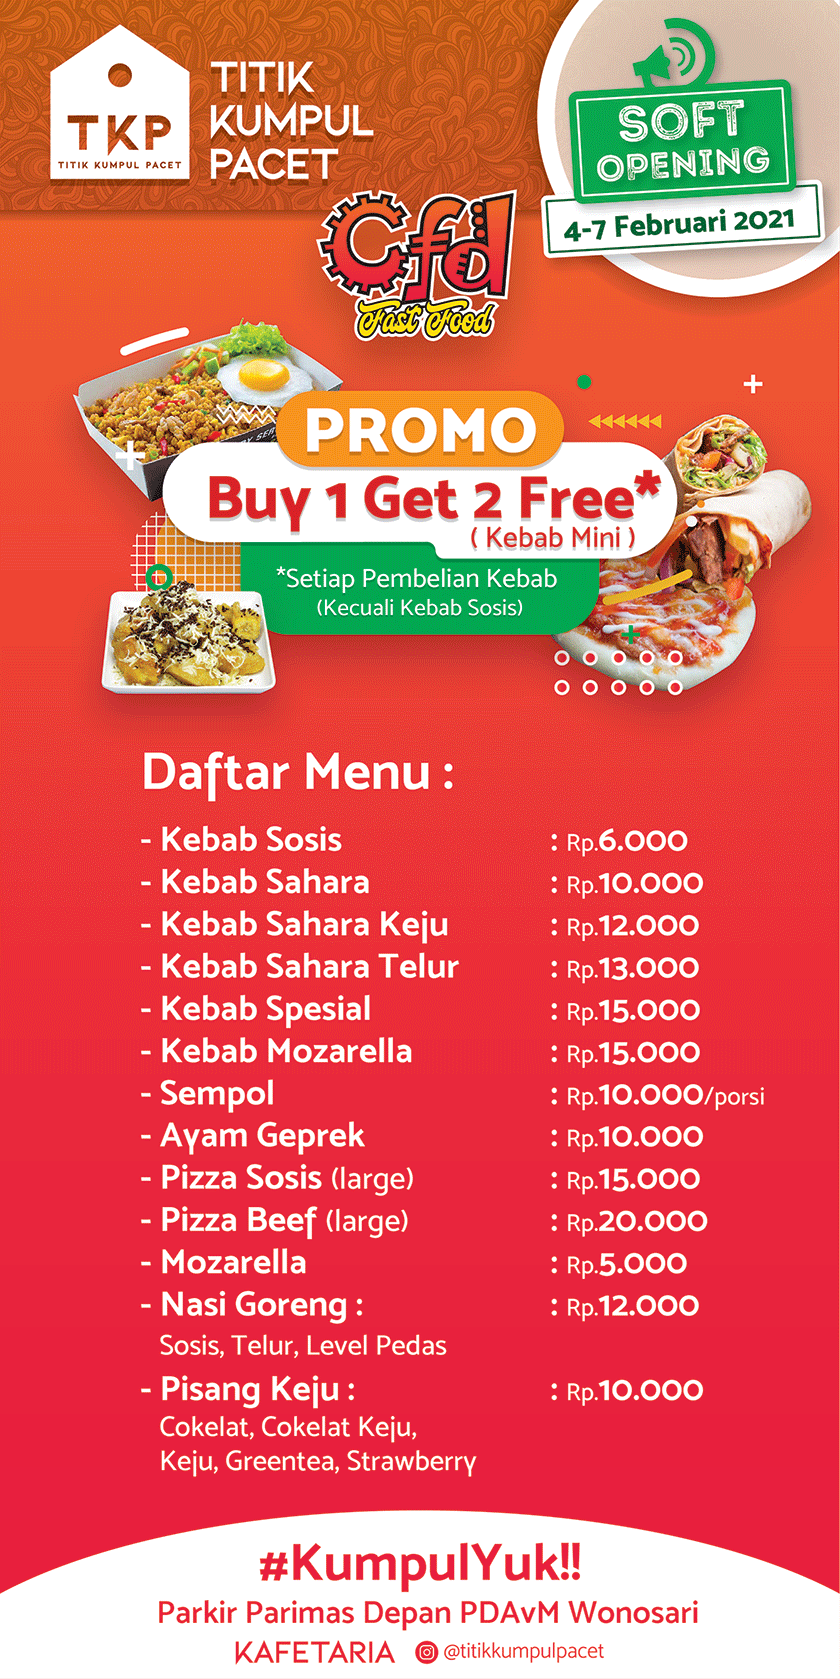 TKP
TITIK KUMPUL PACET
TITIK
KUMPUL
PACET
SOFT
OPENING
4-7 Februari 2021
Cfd
Fast Food
PROMO
Buy 1 Get 2 Free*
( Kebab Mini )
*Setiap Pembelian Kebab
(Kecuali Kebab Sosis)
Daftar Menu :
- Kebab Sosis : Rp.6.000
- Kebab Sahara : Rp.10.000
- Kebab Sahara Keju : Rp.12.000
- Kebab Sahara Telur : Rp.13.000
- Kebab Spesial : Rp.15.000
- Kebab Mozarella : Rp.15.000
- Sempol : Rp.10.000/porsi
- Ayam Geprek : Rp.10.000
- Pizza Sosis (large) : Rp.15.000
- Pizza Beef (large) : Rp.20.000
- Mozarella : Rp.5.000
- Nasi Goreng : : Rp.12.000
Sosis, Telur, Level Pedas
- Pisang Keju : : Rp.10.000
Cokelat, Cokelat Keju,
Keju, Greentea, Strawberry
#KumpulYuk!!
Parkir Parimas Depan PDAvM Wonosari
KAFETARIA @titikkumpulpacet